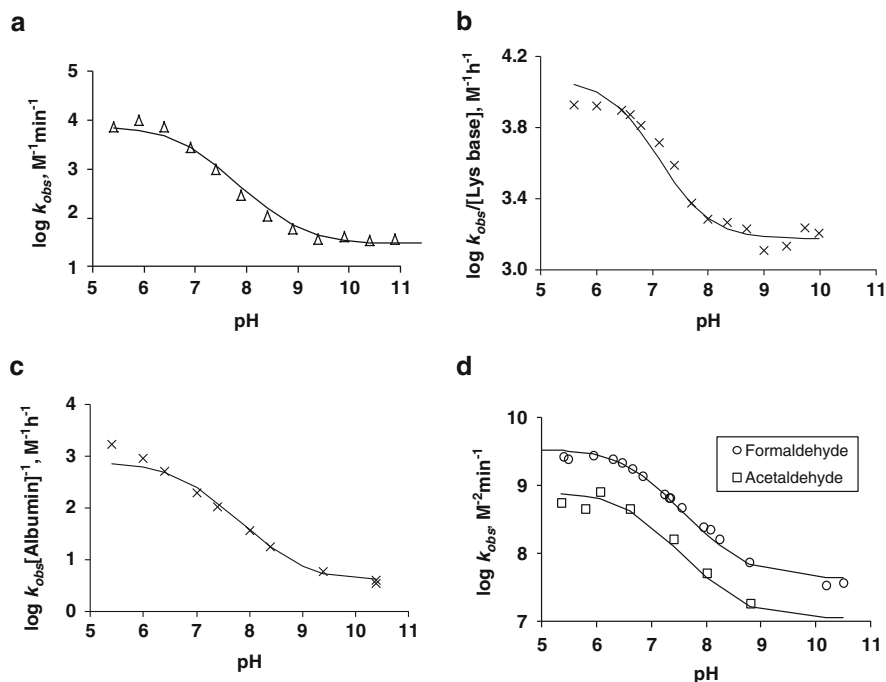 a
log k_obs, M⁻¹min⁻¹
5
4
3
2
1
5 6 7 8 9 10 11
pH
b
log k_obs/[Lys base], M⁻¹h⁻¹
4.2
3.8
3.4
3.0
5 6 7 8 9 10 11
pH
c
log k_obs[Albumin]⁻¹, M⁻¹h⁻¹
4
3
2
1
0
5 6 7 8 9 10 11
pH
d
log k_obs, M⁻²min⁻¹
10
9
8
7
Formaldehyde
Acetaldehyde
5 6 7 8 9 10 11
pH